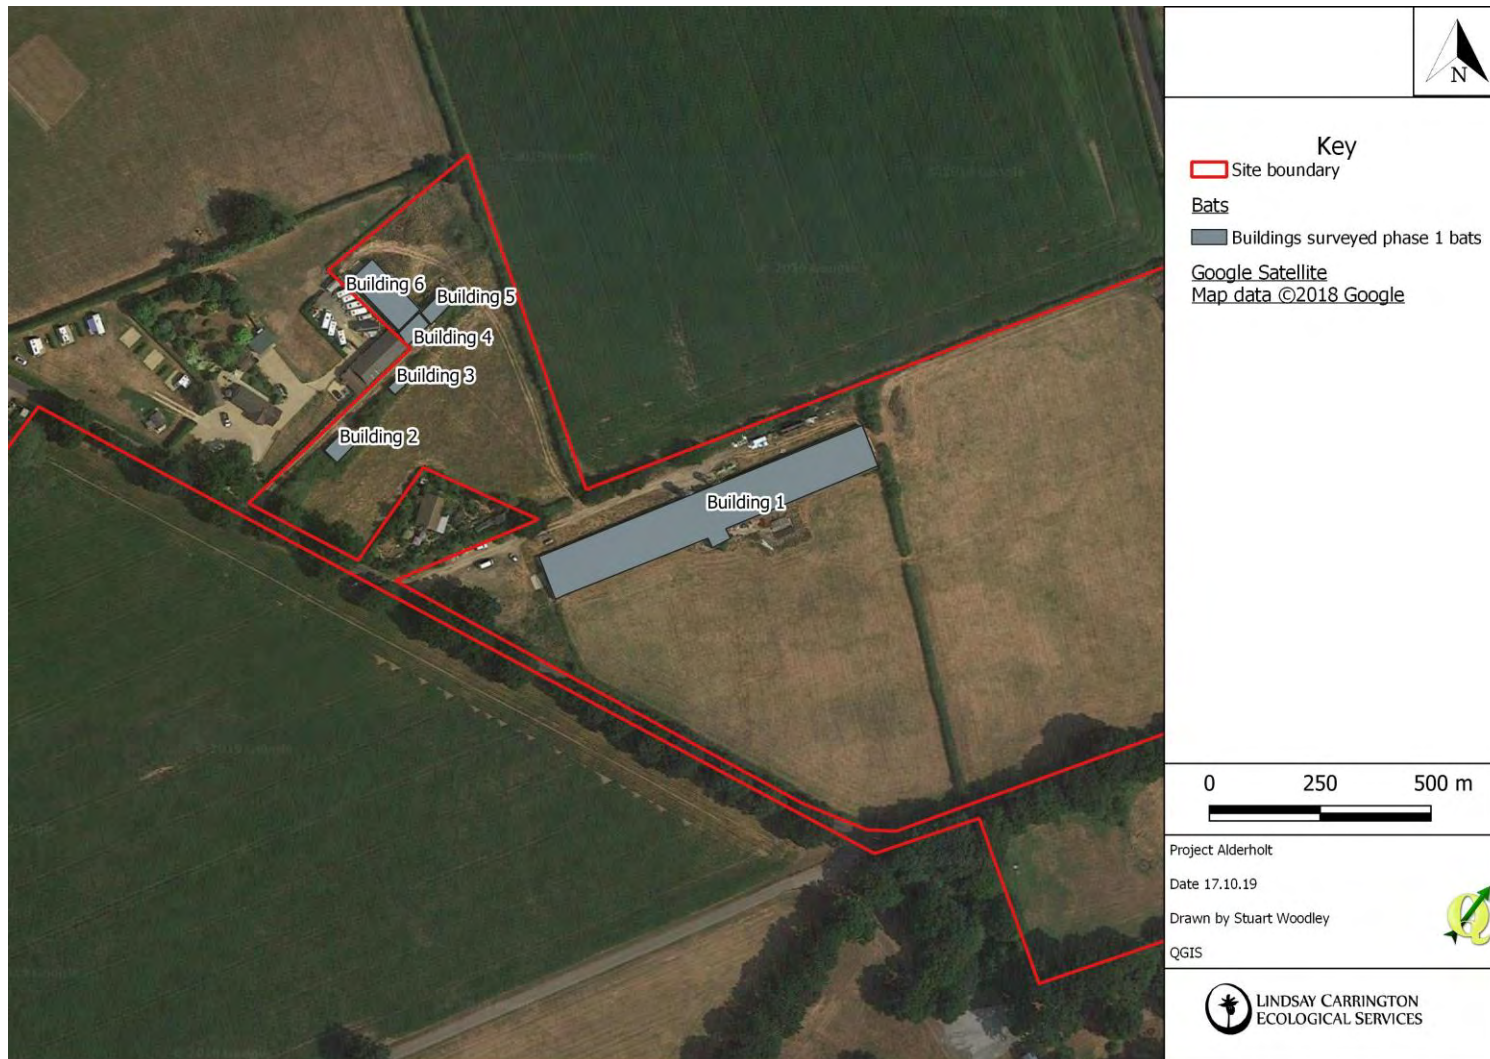 Building 6
Building 5
Building 4
Building 3
Building 2
Building 1
N
Key
Site boundary
Bats
Buildings surveyed phase 1 bats
Google Satellite
Map data ©2018 Google
0 250 500 m
Project Alderholt
Date 17.10.19
Drawn by Stuart Woodley
QGIS
LINDSAY CARRINGTON
ECOLOGICAL SERVICES